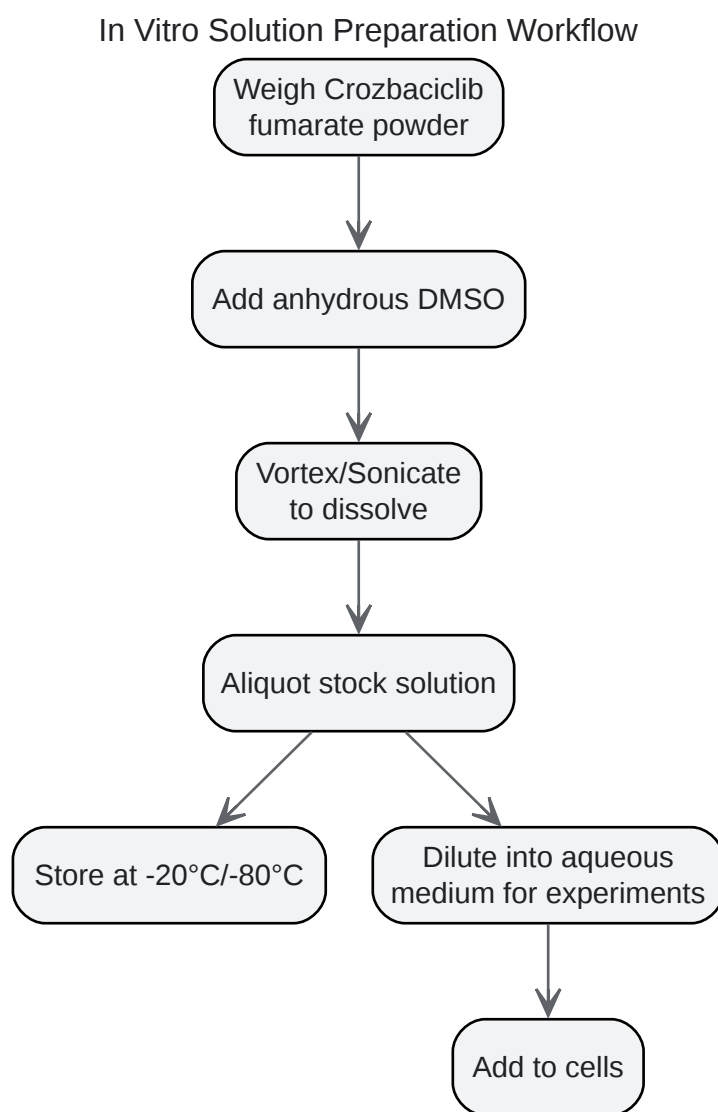 In Vitro Solution Preparation Workflow
Weigh Crozbaciclib
fumarate powder
Add anhydrous DMSO
Vortex/Sonicate
to dissolve
Aliquot stock solution
Store at -20°C/-80°C
Dilute into aqueous
medium for experiments
Add to cells